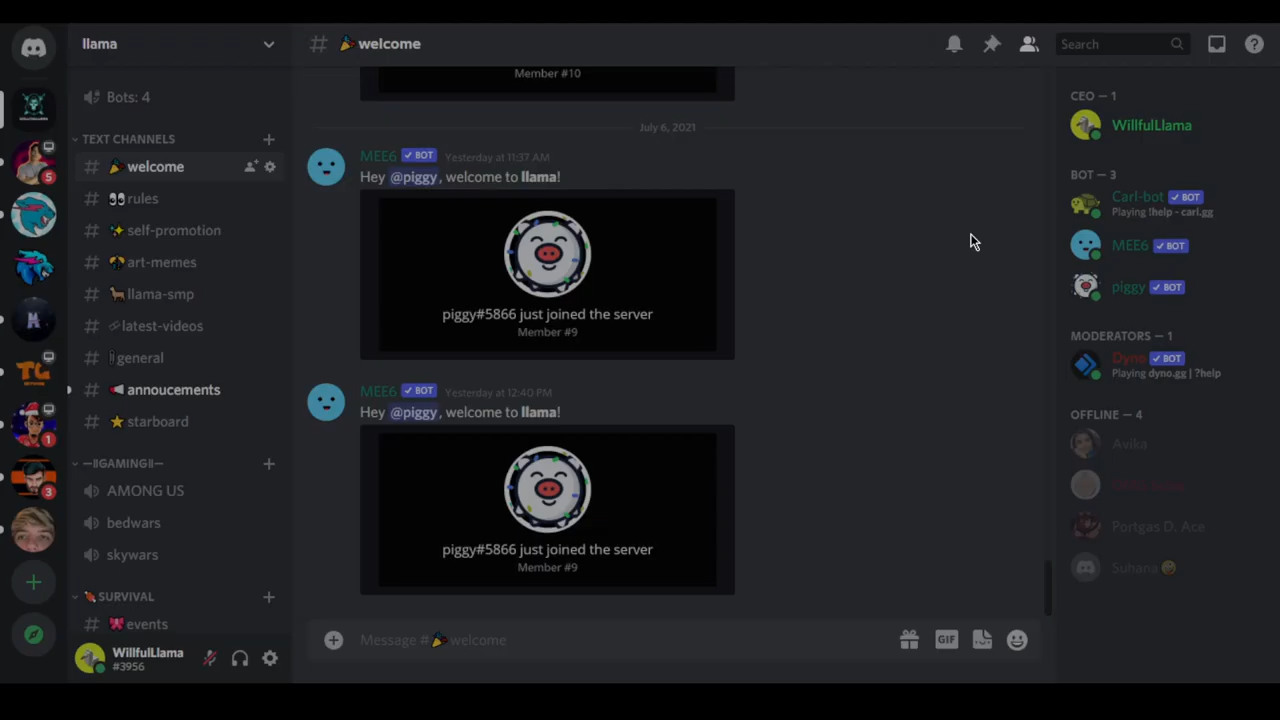 llama
Bots: 4
TEXT CHANNELS
welcome
rules
self-promotion
art-memes
llama-smp
latest-videos
general
annoucements
starboard
—||GAMING||—
AMONG US
bedwars
skywars
SURVIVAL
events
WillfulLlama
#3956
5
1
3
welcome
Search
Member #10
July 6, 2021
MEE6 BOT Yesterday at 11:37 AM
Hey @piggy, welcome to llama!
piggy#5866 just joined the server
Member #9
MEE6 BOT Yesterday at 12:40 PM
Hey @piggy, welcome to llama!
piggy#5866 just joined the server
Member #9
Message # welcome
GIF
CEO — 1
WillfulLlama
BOT — 3
Carl-bot BOT
Playing !help - carl.gg
MEE6 BOT
piggy BOT
MODERATORS — 1
Dyno BOT
Playing dyno.gg | ?help
OFFLINE — 4
Avika
Portgas D. Ace
Suhana